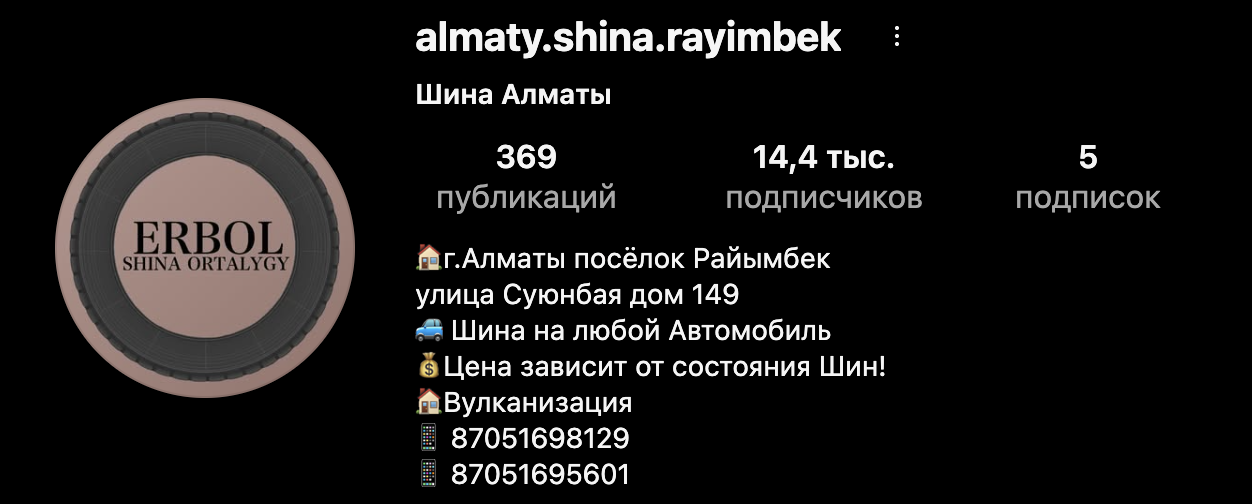 almaty.shina.rayimbek
Шина Алматы
369 14,4 тыс. 5
публикаций подписчиков подписок
ERBOL
SHINA ORTALYGY
🏠г.Алматы посёлок Райымбек
улица Суюнбая дом 149
🚙 Шина на любой Автомобиль
💰Цена зависит от состояния Шин!
🏠Вулканизация
📱 87051698129
📱 87051695601